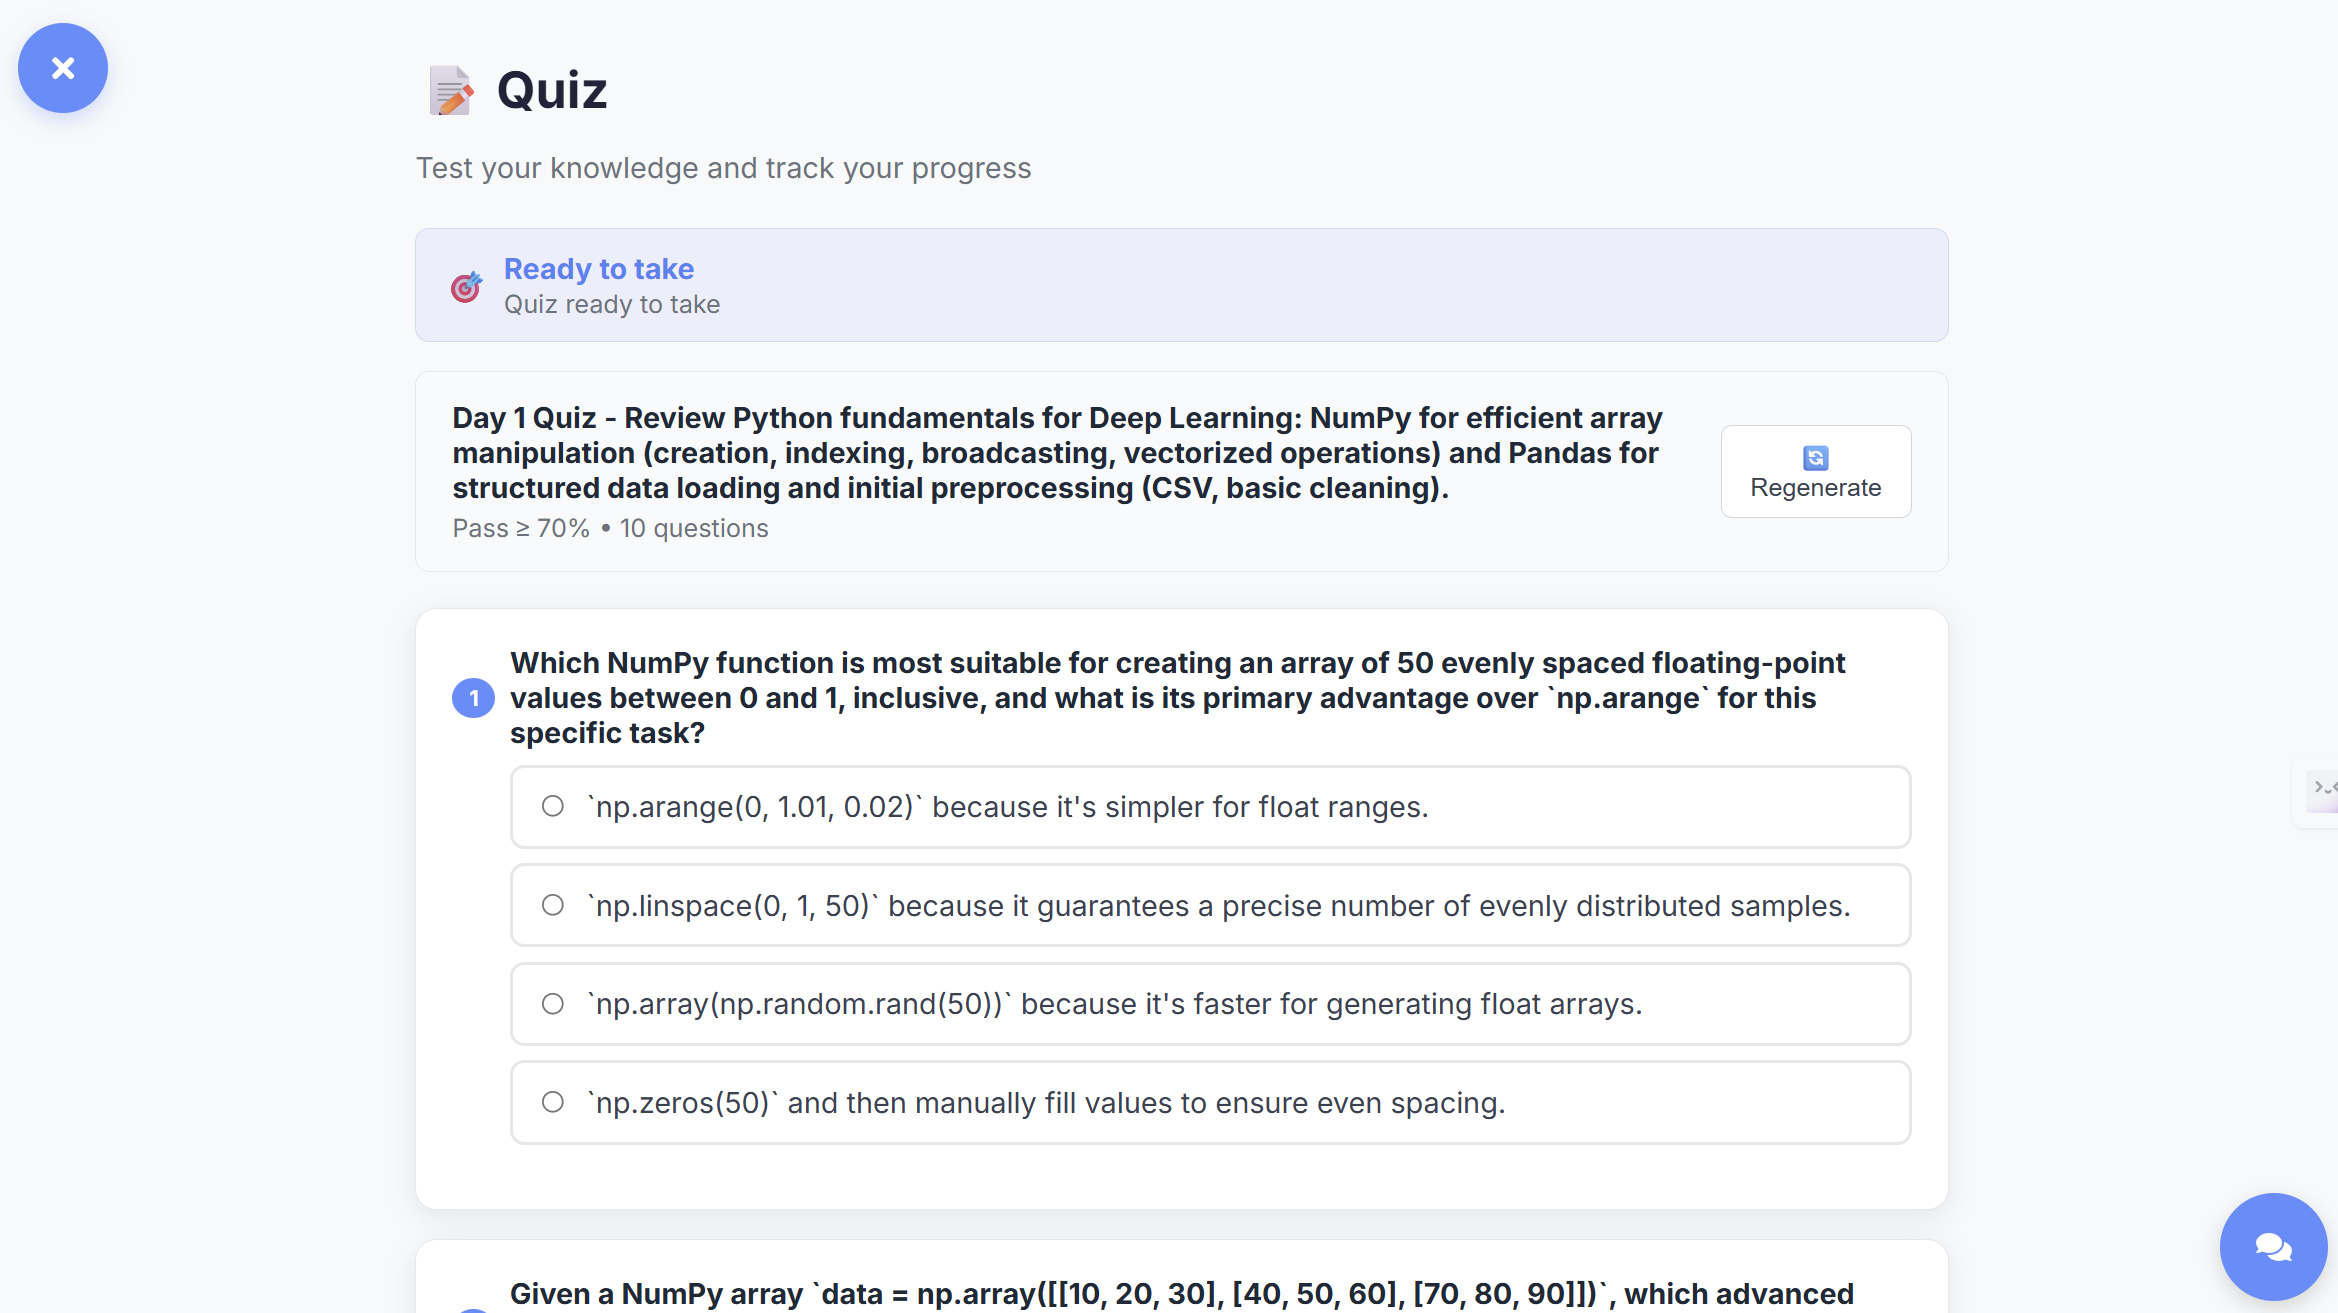 Quiz
Test your knowledge and track your progress
Ready to take
Quiz ready to take
Day 1 Quiz - Review Python fundamentals for Deep Learning: NumPy for efficient array
manipulation (creation, indexing, broadcasting, vectorized operations) and Pandas for
structured data loading and initial preprocessing (CSV, basic cleaning).
Pass ≥ 70% • 10 questions
Regenerate
1
Which NumPy function is most suitable for creating an array of 50 evenly spaced floating-point
values between 0 and 1, inclusive, and what is its primary advantage over `np.arange` for this
specific task?
`np.arange(0, 1.01, 0.02)` because it's simpler for float ranges.
`np.linspace(0, 1, 50)` because it guarantees a precise number of evenly distributed samples.
`np.array(np.random.rand(50))` because it's faster for generating float arrays.
`np.zeros(50)` and then manually fill values to ensure even spacing.
Given a NumPy array `data = np.array([[10, 20, 30], [40, 50, 60], [70, 80, 90]])`, which advanced